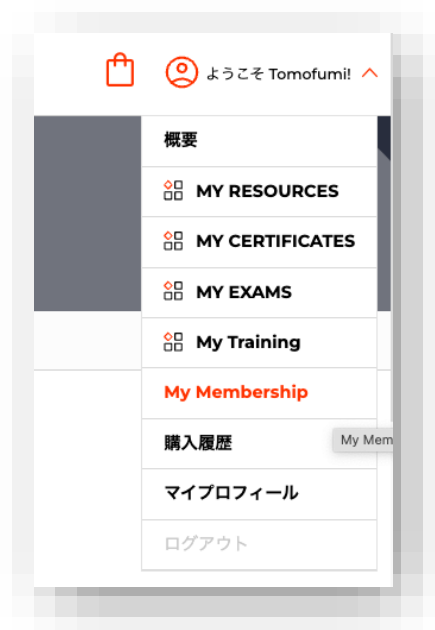 ようこそ Tomofumi!
概要
MY RESOURCES
MY CERTIFICATES
MY EXAMS
My Training
My Membership
購入履歴
My Mem
マイプロフィール
ログアウト